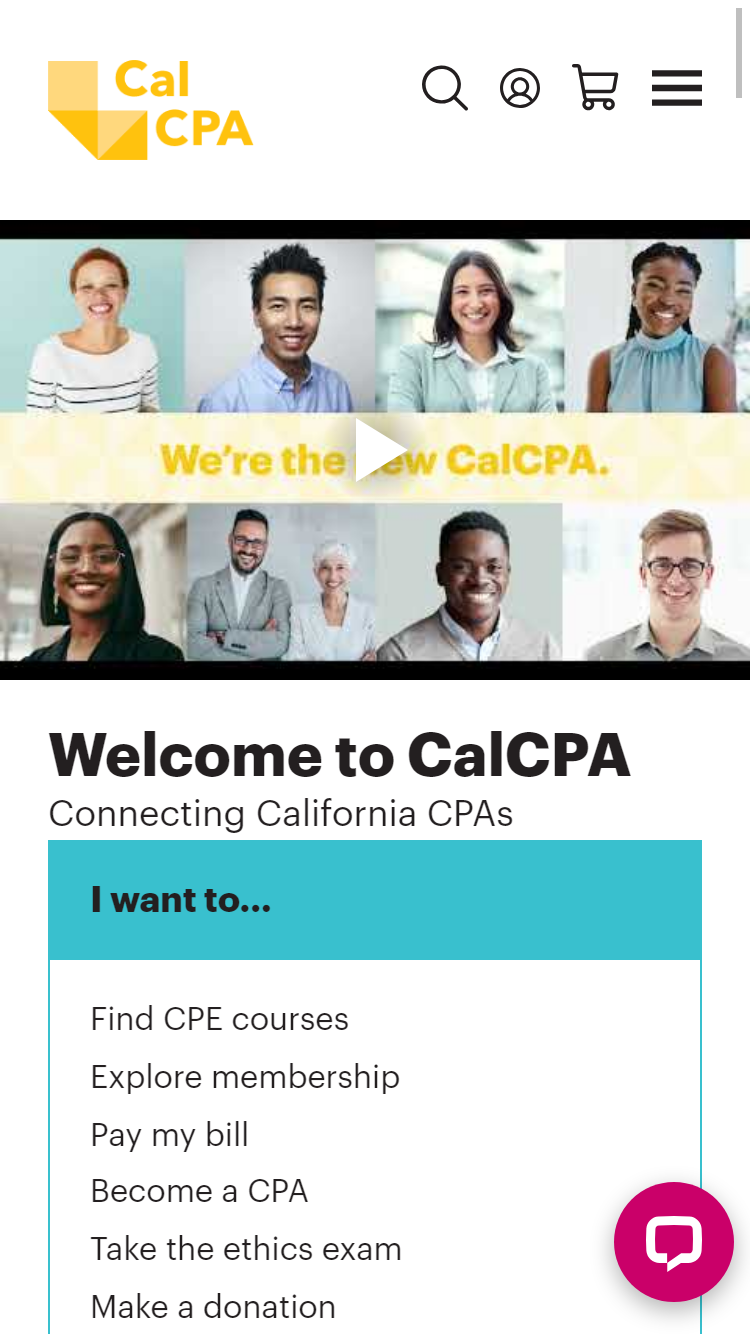 Cal
CPA
We're the new CalCPA.
Welcome to CalCPA
Connecting California CPAs
I want to...
Find CPE courses
Explore membership
Pay my bill
Become a CPA
Take the ethics exam
Make a donation